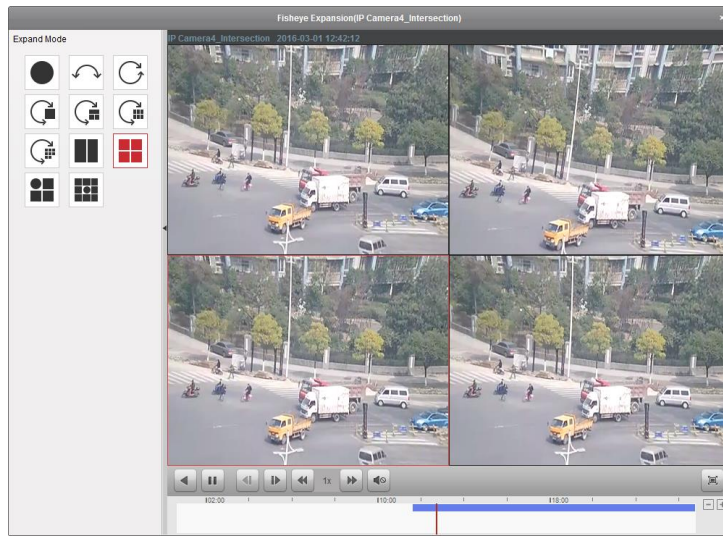 Fisheye Expansion(IP Camera4_Intersection)
Expand Mode
IP Camera4_Intersection 2016-03-01 12:42:12
1x
02:00 10:00 18:00